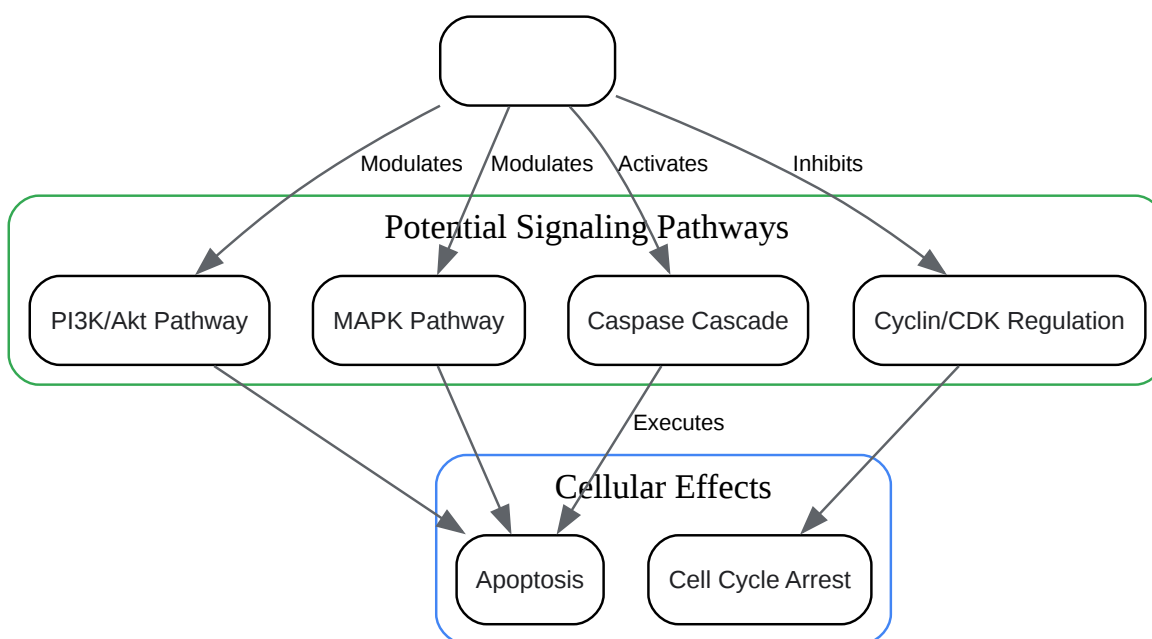 Modulates
Modulates
Activates
Inhibits
Potential Signaling Pathways
PI3K/Akt Pathway
MAPK Pathway
Caspase Cascade
Cyclin/CDK Regulation
Executes
Cellular Effects
Apoptosis
Cell Cycle Arrest